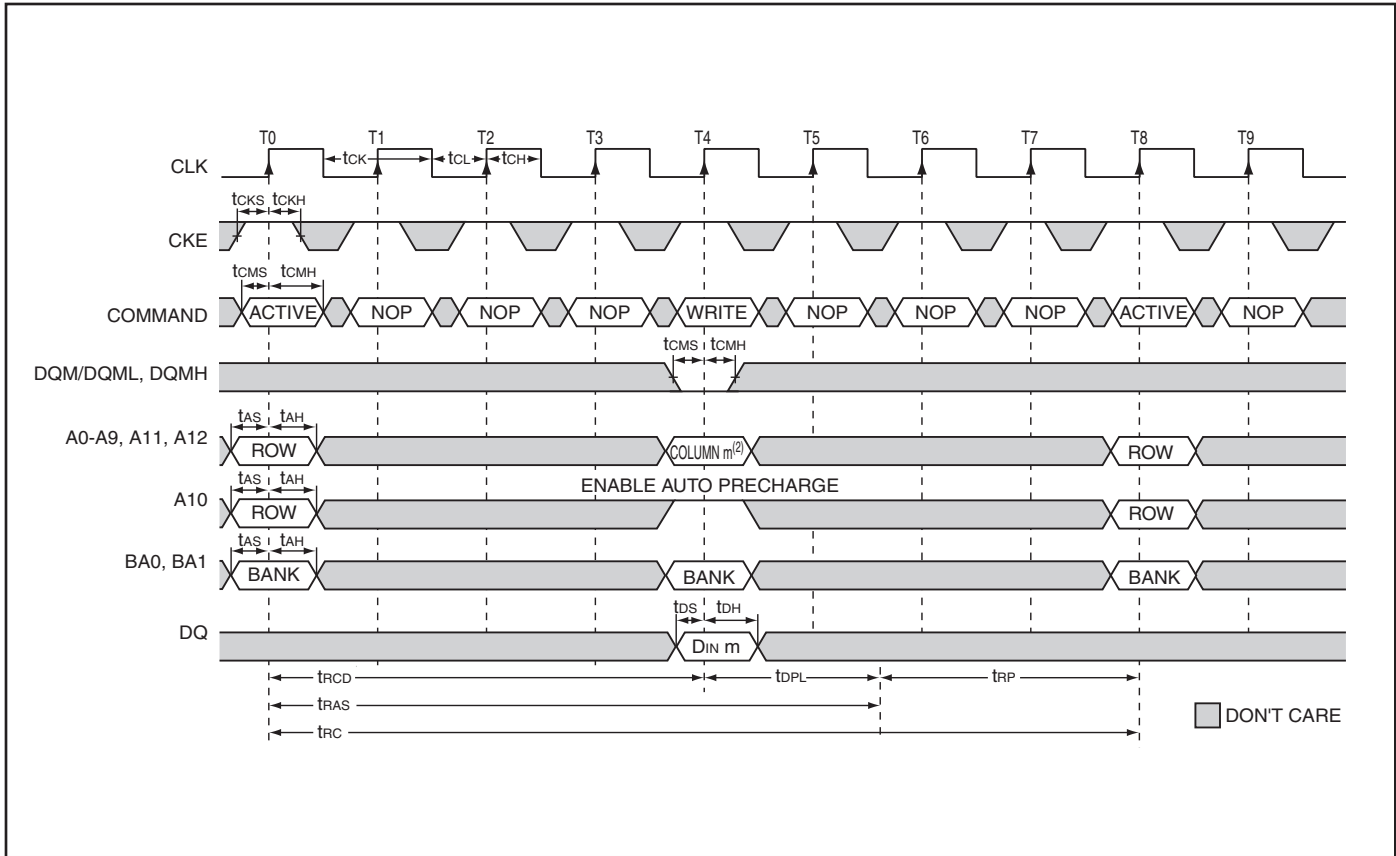 T0 T1 T2 T3 T4 T5 T6 T7 T8 T9
CLK tCK tCL tCH
tCKS tCKH
CKE
tCMS tCMH
COMMAND ACTIVE NOP NOP NOP WRITE NOP NOP NOP ACTIVE NOP
tCMS tCMH
DQM/DQML, DQMH
tAS tAH
A0-A9, A11, A12 ROW COLUMN m(2) ROW
tAS tAH ENABLE AUTO PRECHARGE
A10 ROW ROW
tAS tAH
BA0, BA1 BANK BANK BANK
tDS tDH
DQ DIN m
tRCD tDPL tRP
tRAS
DON'T CARE
tRC